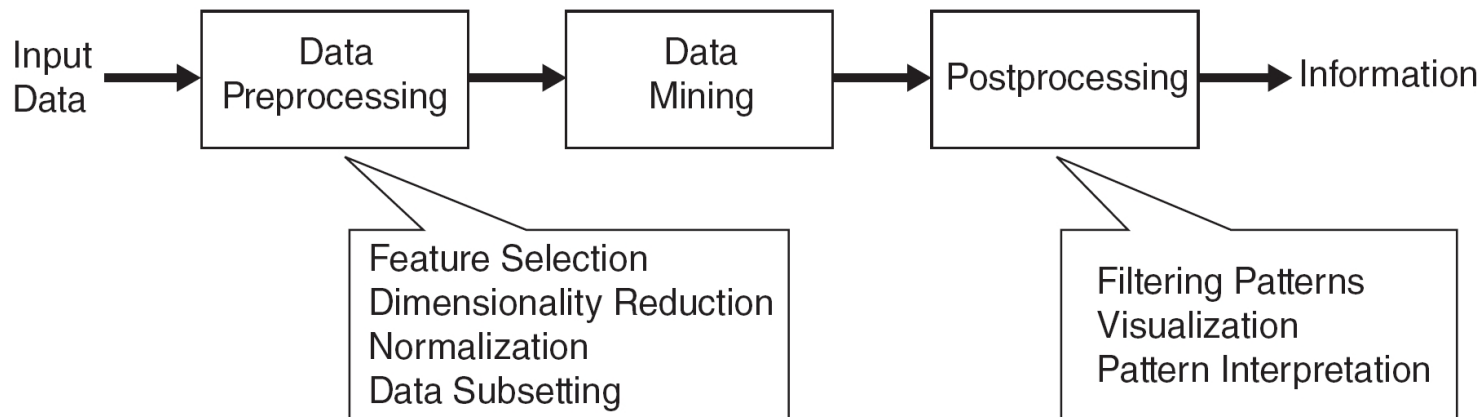 Input
Data
Data
Preprocessing
Data
Mining
Postprocessing
Information
Feature Selection
Dimensionality Reduction
Normalization
Data Subsetting
Filtering Patterns
Visualization
Pattern Interpretation